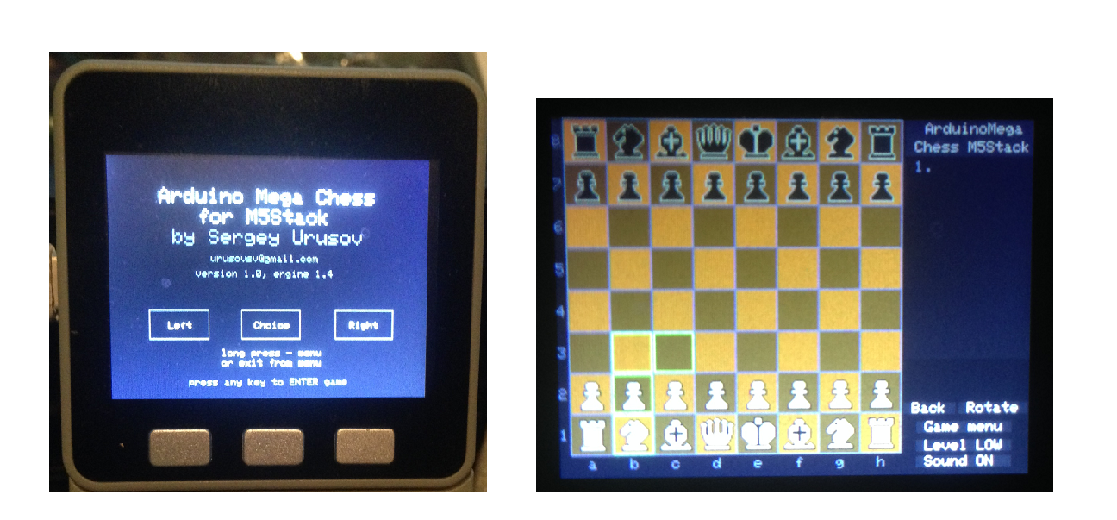 Arduino Mega Chess
for M5Stack
by Sergey Urusov
urusovsv@gmail.com
version 1.0, engine 1.4
Left Choice Right
long press - menu
or exit from menu
press any key to ENTER game
ArduinoMega
Chess M5Stack
1.
8
7
6
5
4
3
2
1
a b c d e f g h
Back Rotate
Game menu
Level LOW
Sound ON